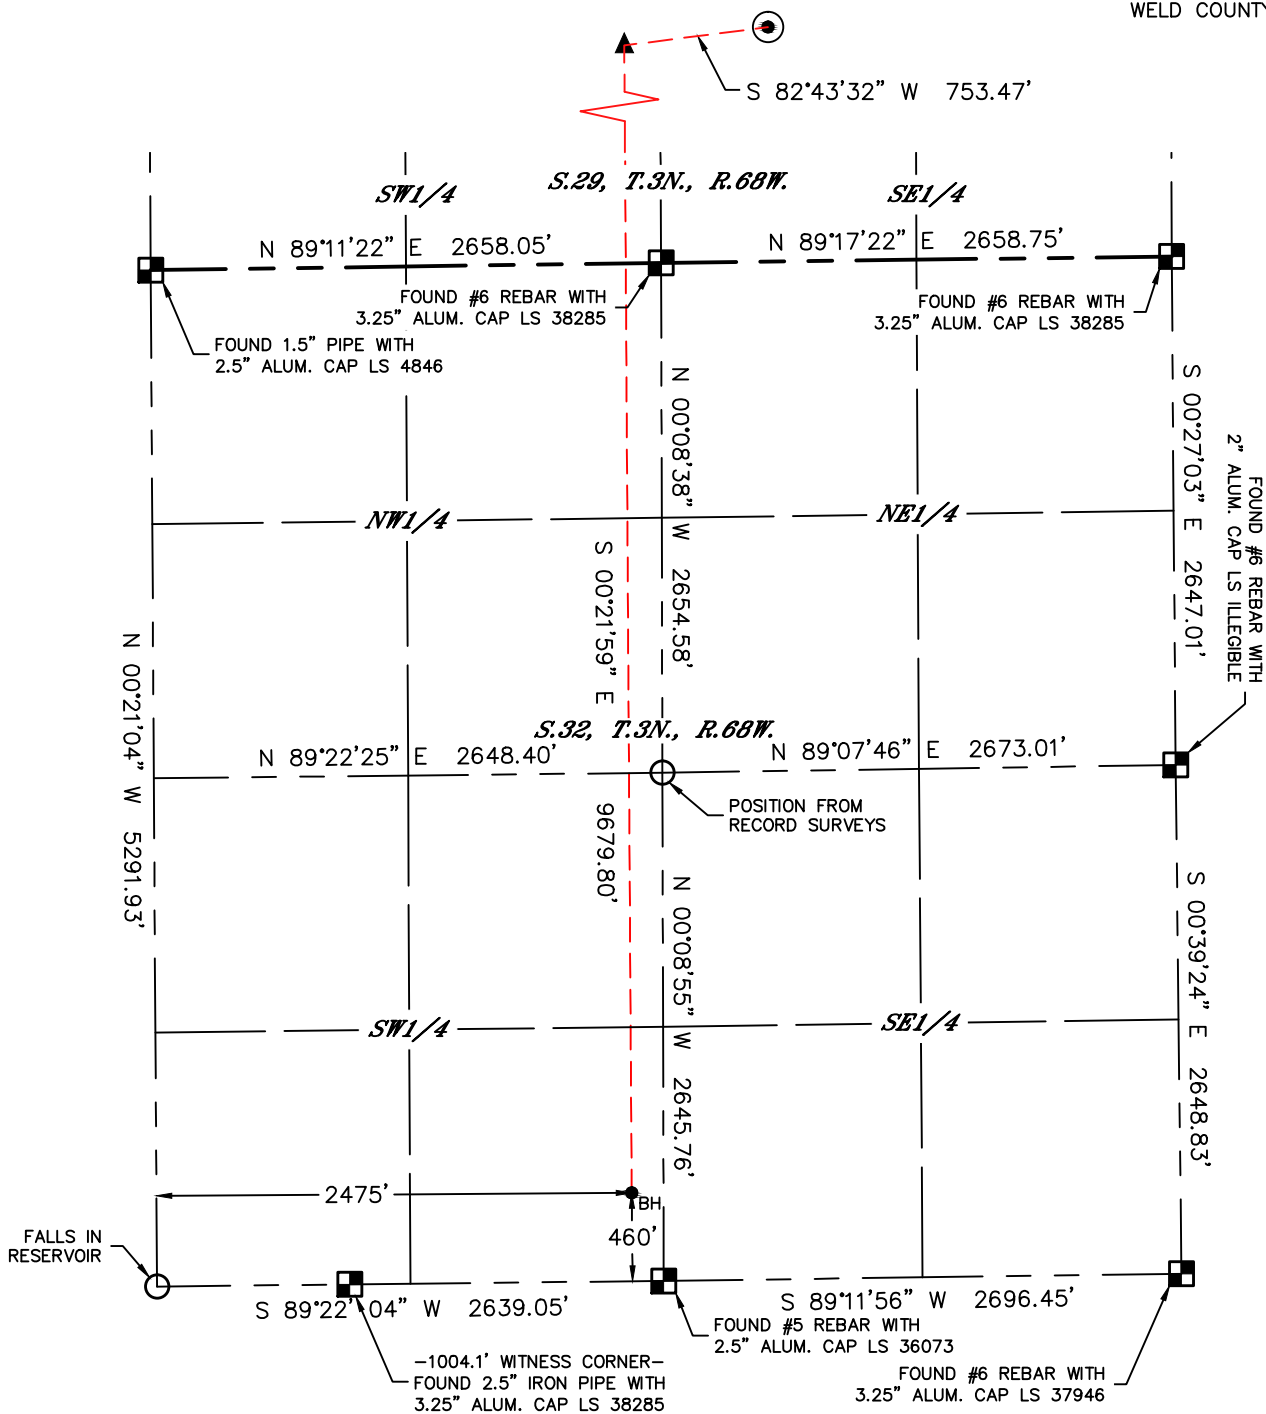 WELD COUNTY
S 82°43'32" W 753.47'
SW1/4
S.29, T.3N., R.68W.
SE1/4
N 89°11'22" E 2658.05'
N 89°17'22" E 2658.75'
FOUND #6 REBAR WITH
3.25" ALUM. CAP LS 38285
FOUND #6 REBAR WITH
3.25" ALUM. CAP LS 38285
FOUND 1.5" PIPE WITH
2.5" ALUM. CAP LS 4846
N 00°08'38" W 2654.58'
S 00°27'03" E 2647.01'
FOUND #6 REBAR WITH
2" ALUM. CAP LS ILLEGIBLE
NW1/4
NE1/4
S 00°21'59" E 9679.80'
N 00°21'04" W 5291.93'
S.32, T.3N., R.68W.
N 89°22'25" E 2648.40'
N 89°07'46" E 2673.01'
POSITION FROM
RECORD SURVEYS
N 00°08'55" W 2645.76'
S 00°39'24" E 2648.83'
SW1/4
SE1/4
2475'
BH
460'
FALLS IN
RESERVOIR
S 89°22'04" W 2639.05'
S 89°11'56" W 2696.45'
FOUND #5 REBAR WITH
2.5" ALUM. CAP LS 36073
-1004.1' WITNESS CORNER-
FOUND 2.5" IRON PIPE WITH
3.25" ALUM. CAP LS 38285
FOUND #6 REBAR WITH
3.25" ALUM. CAP LS 37946